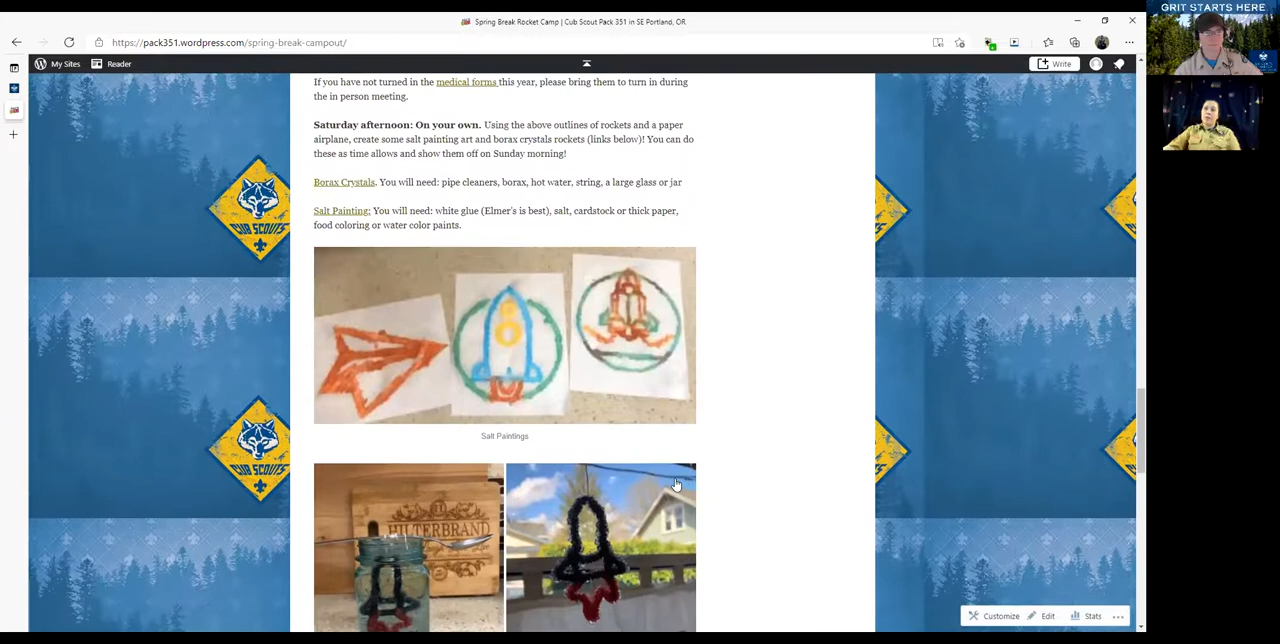 Spring Break Rocket Camp | Cub Scout Pack 351 in SE Portland, OR
GRIT STARTS HERE
https://pack351.wordpress.com/spring-break-campout/
My Sites
Reader
Write
If you have not turned in the medical forms this year, please bring them to turn in during
the in person meeting.
Saturday afternoon: On your own. Using the above outlines of rockets and a paper
airplane, create some salt painting art and borax crystals rockets (links below)! You can do
these as time allows and show them off on Sunday morning!
Borax Crystals. You will need: pipe cleaners, borax, hot water, string, a large glass or jar
Salt Painting: You will need: white glue (Elmer's is best), salt, cardstock or thick paper,
food coloring or water color paints.
CUB SCOUTS
CUB SCOUTS
Salt Paintings
HILTERBRAND
Customize
Edit
Stats